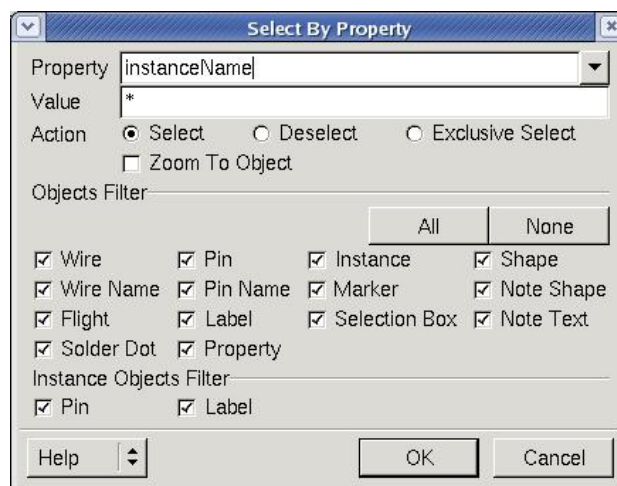 Select By Property
Property instanceName
Value *
Action Select Deselect Exclusive Select
Zoom To Object
Objects Filter
All None
Wire Pin Instance Shape
Wire Name Pin Name Marker Note Shape
Flight Label Selection Box Note Text
Solder Dot Property
Instance Objects Filter
Pin Label
Help OK Cancel